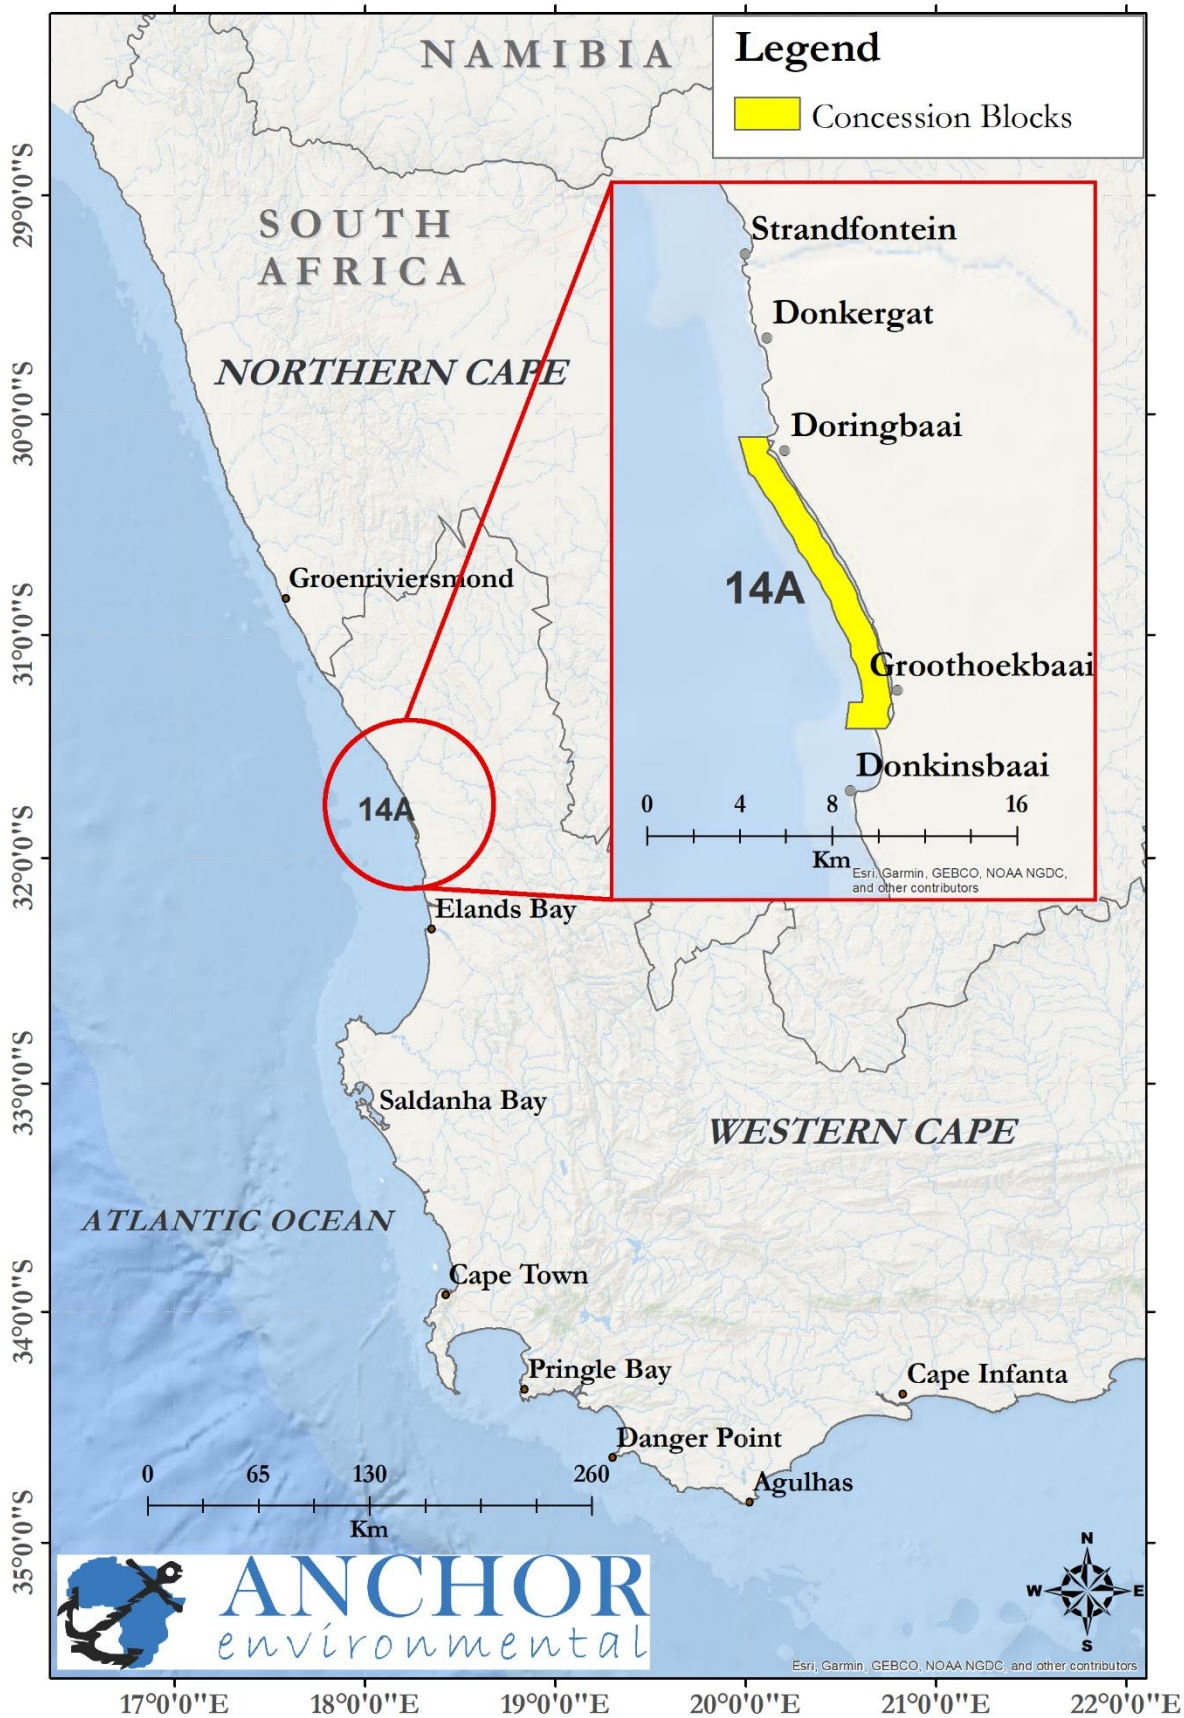 NAMIBIA
Legend
Concession Blocks
SOUTH
AFRICA
NORTHERN CAPE
Strandfontein
Donkergat
Doringbaai
14A
Groothoekbaai
Donkinsbaai
0 4 8 16
Km
Esri, Garmin, GEBCO, NOAA NGDC,
and other contributors
Groenriviersmond
14A
Elands Bay
Saldanha Bay
WESTERN CAPE
ATLANTIC OCEAN
Cape Town
Pringle Bay
Cape Infanta
Danger Point
Agulhas
0 65 130 260
Km
ANCHOR
environmental
N
W E
S
Esri, Garmin, GEBCO, NOAA NGDC, and other contributors
29°0'0"S
30°0'0"S
31°0'0"S
32°0'0"S
33°0'0"S
34°0'0"S
35°0'0"S
17°0'0"E 18°0'0"E 19°0'0"E 20°0'0"E 21°0'0"E 22°0'0"E